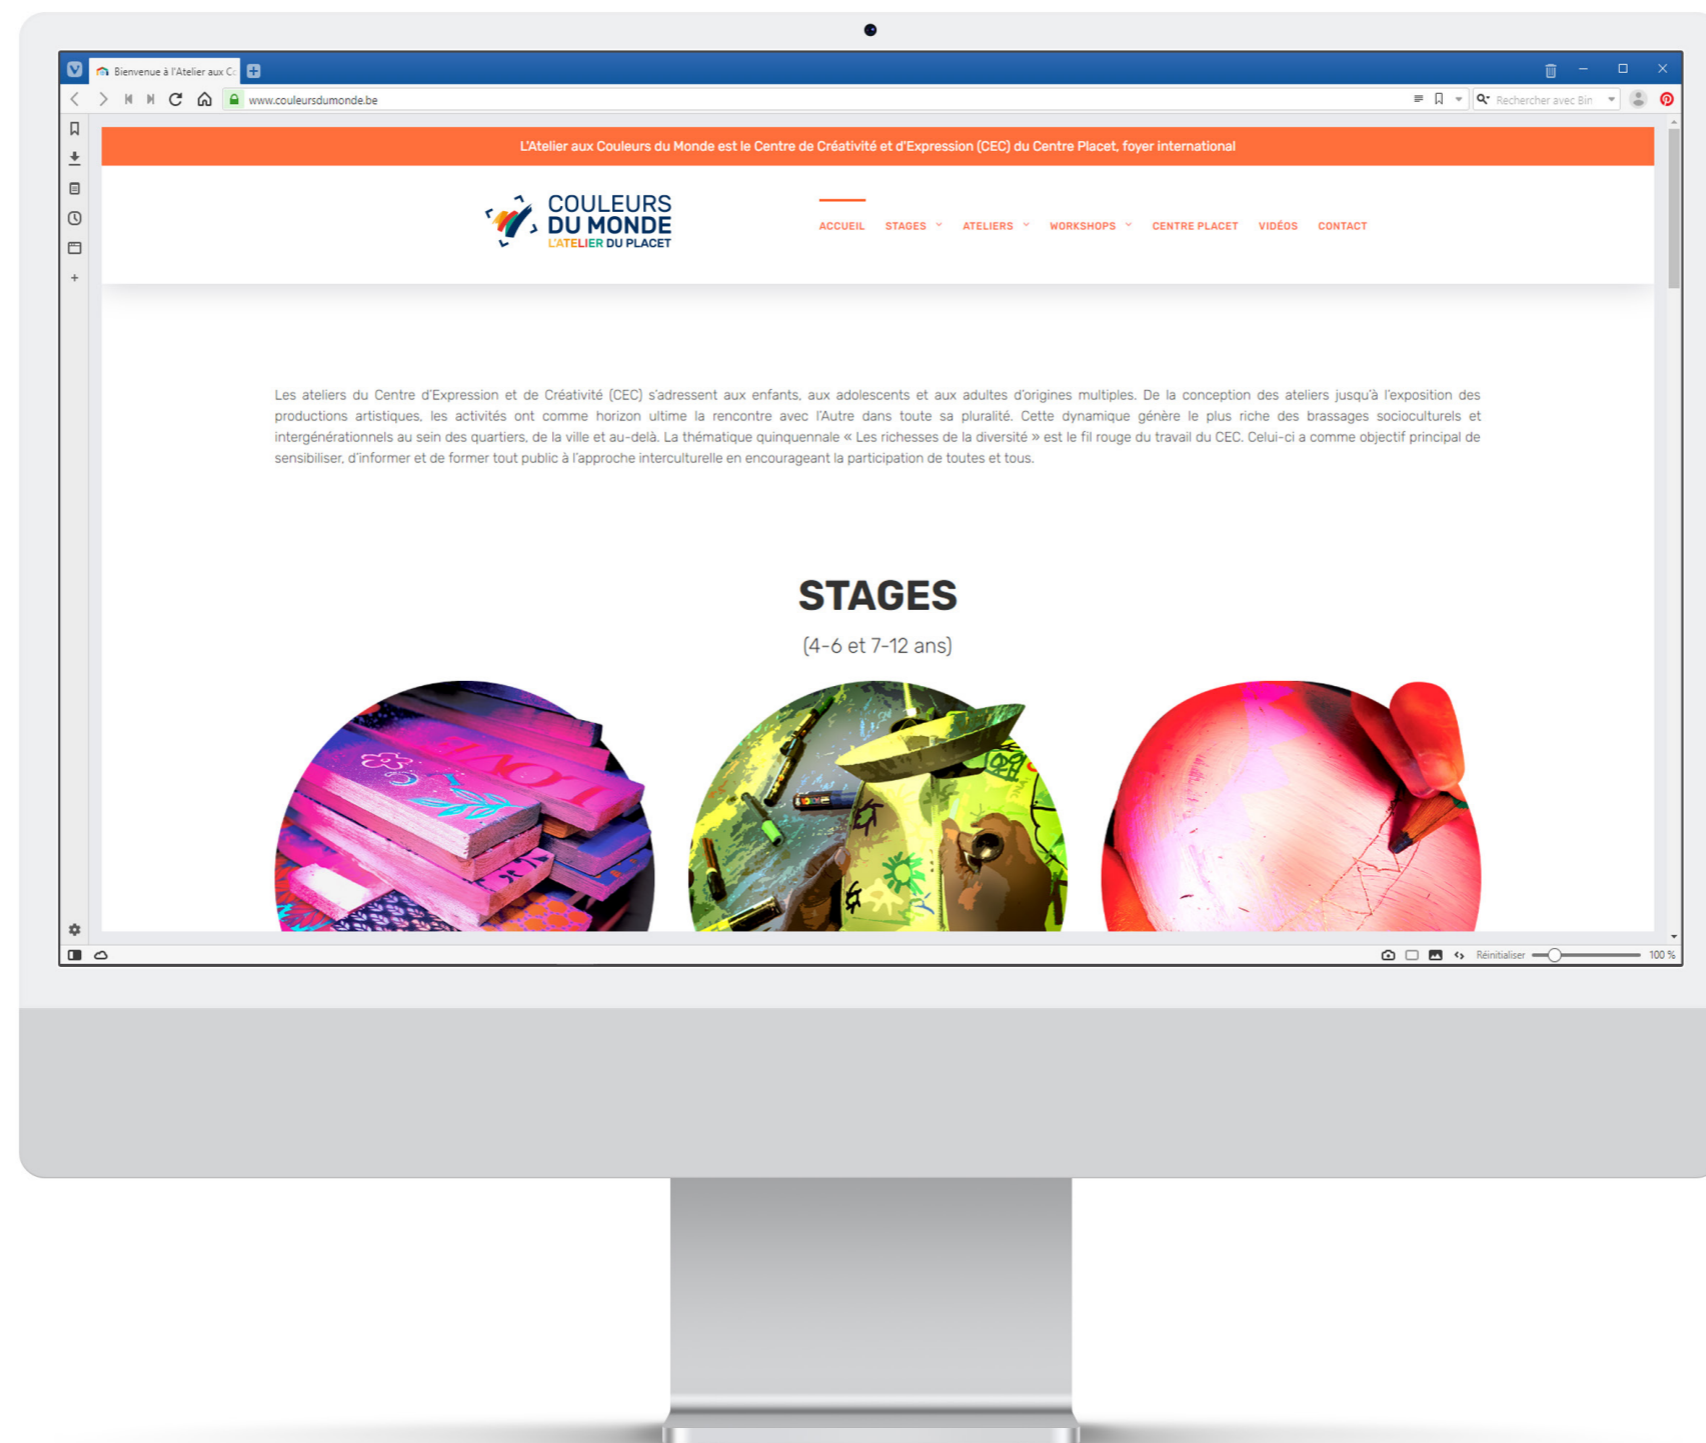 Bienvenue à l'Atelier aux Co
www.couleursdumonde.be
Rechercher avec Bin
L'Atelier aux Couleurs du Monde est le Centre de Créativité et d'Expression (CEC) du Centre Placet, foyer international
COULEURS
DU MONDE
L'ATELIER DU PLACET
ACCUEIL STAGES ATELIERS WORKSHOPS CENTRE PLACET VIDÉOS CONTACT
Les ateliers du Centre d'Expression et de Créativité (CEC) s'adressent aux enfants, aux adolescents et aux adultes d'origines multiples. De la conception des ateliers jusqu'à l'exposition des
productions artistiques, les activités ont comme horizon ultime la rencontre avec l'Autre dans toute sa pluralité. Cette dynamique génère le plus riche des brassages socioculturels et
intergénérationnels au sein des quartiers, de la ville et au-delà. La thématique quinquennale « Les richesses de la diversité » est le fil rouge du travail du CEC. Celui-ci a comme objectif principal de
sensibiliser, d'informer et de former tout public à l'approche interculturelle en encourageant la participation de toutes et tous.
STAGES
(4-6 et 7-12 ans)
Réinitialiser 100 %